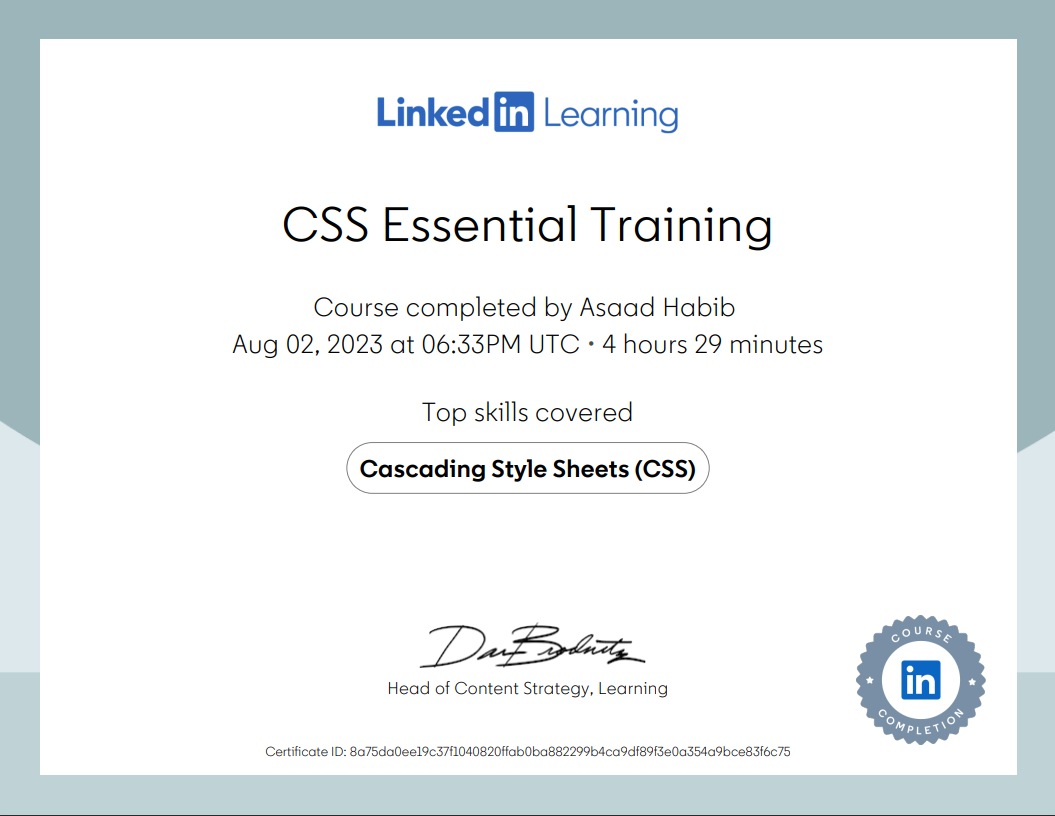 Linked in Learning
CSS Essential Training
Course completed by Asaad Habib
Aug 02, 2023 at 06:33PM UTC • 4 hours 29 minutes
Top skills covered
Cascading Style Sheets (CSS)
Dan Brodnitz
Head of Content Strategy, Learning
COURSE
in
COMPLETION
Certificate ID: 8a75da0ee19c37f1040820ffab0ba882299b4ca9df89f3e0a354a9bce83f6c75